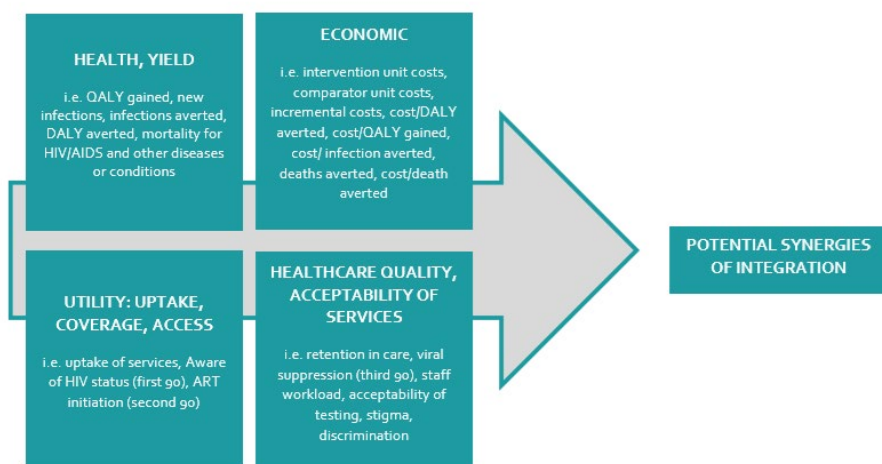 HEALTH, YIELD
i.e. QALY gained, new
infections, infections averted,
DALY averted, mortality for
HIV/AIDS and other diseases
or conditions
ECONOMIC
i.e. intervention unit costs,
comparator unit costs,
incremental costs, cost/DALY
averted, cost/QALY gained,
cost/ infection averted,
deaths averted, cost/death
averted
UTILITY: UPTAKE,
COVERAGE, ACCESS
i.e. uptake of services, Aware
of HIV status (first 90), ART
initiation (second 90)
HEALTHCARE QUALITY,
ACCEPTABILITY OF
SERVICES
i.e. retention in care, viral
suppression (third 90), staff
workload, acceptability of
testing, stigma,
discrimination
POTENTIAL SYNERGIES
OF INTEGRATION